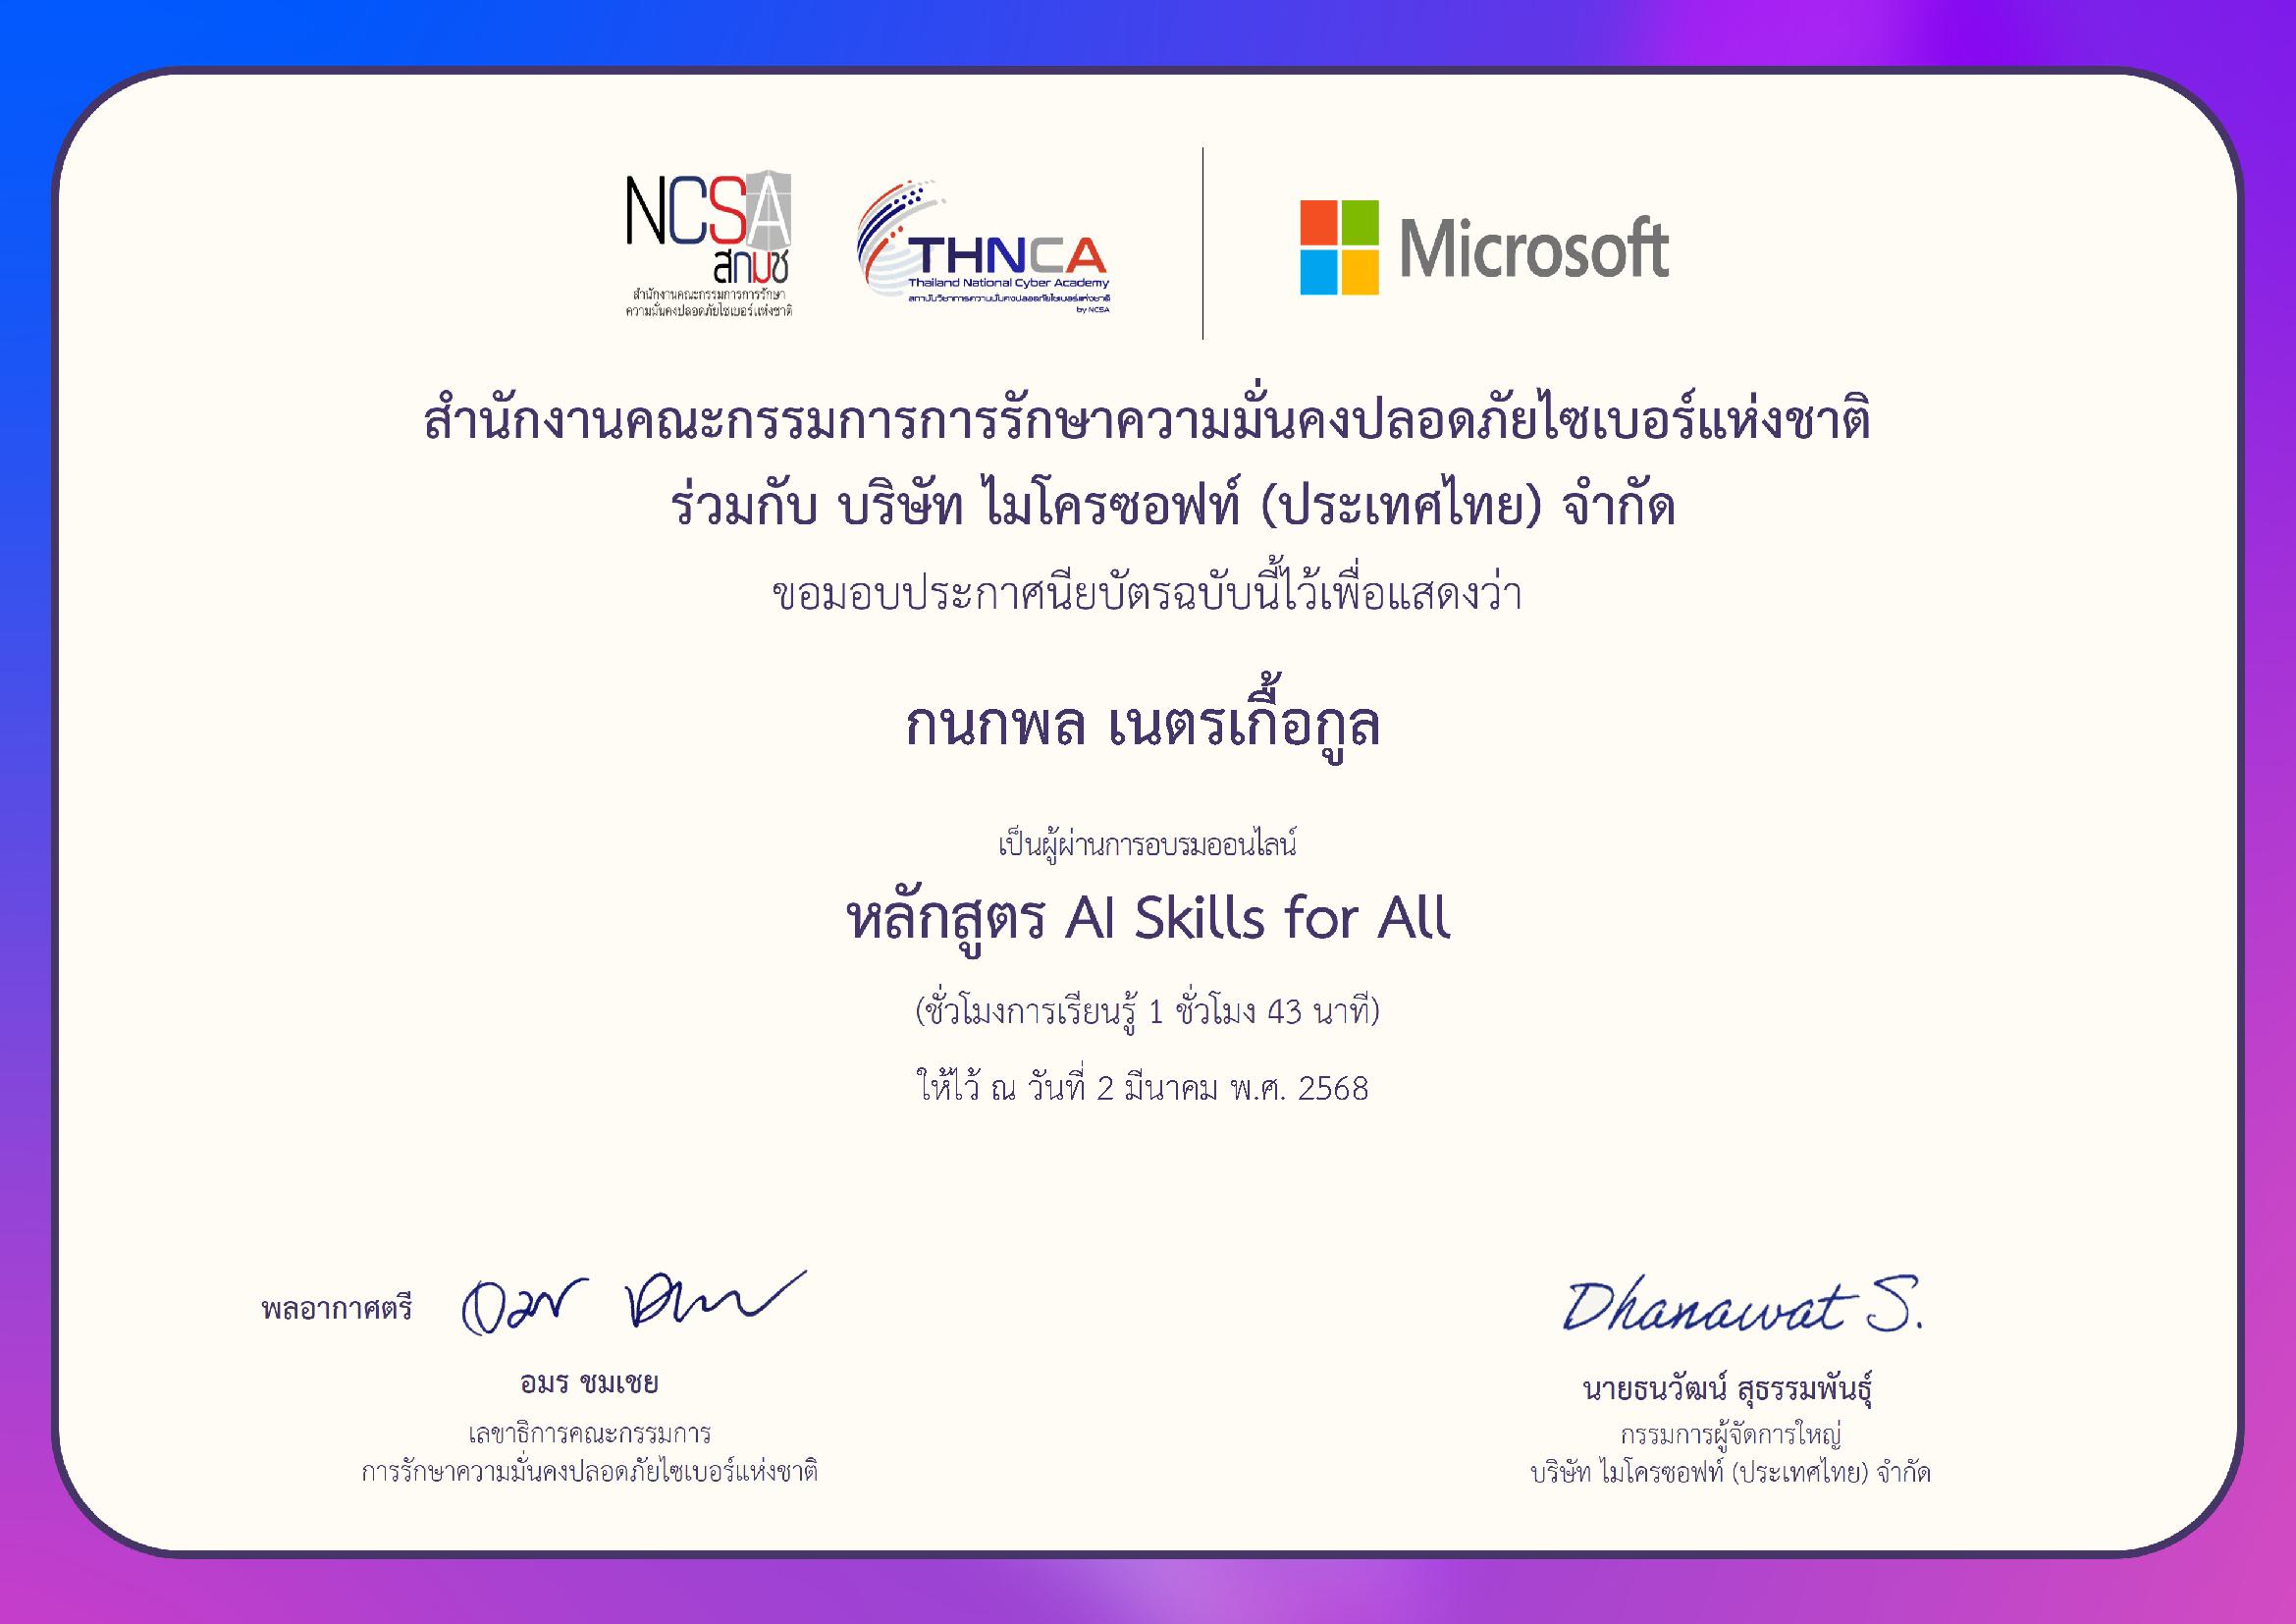 NCSA
สกมช
สำนักงานคณะกรรมการการรักษา
ความมั่นคงปลอดภัยไซเบอร์แห่งชาติ
THNCA
Thailand National Cyber Academy
สถาบันวิชาการความมั่นคงปลอดภัยไซเบอร์แห่งชาติ
by NCSA
Microsoft
สำนักงานคณะกรรมการการรักษาความมั่นคงปลอดภัยไซเบอร์แห่งชาติ
ร่วมกับ บริษัท ไมโครซอฟท์ (ประเทศไทย) จำกัด
ขอมอบประกาศนียบัตรฉบับนี้ไว้เพื่อแสดงว่า
กนกพล เนตรเกื้อกูล
เป็นผู้ผ่านการอบรมออนไลน์
หลักสูตร AI Skills for All
(ชั่วโมงการเรียนรู้ 1 ชั่วโมง 43 นาที)
ให้ไว้ ณ วันที่ 2 มีนาคม พ.ศ. 2568
พลอากาศตรี
อมร ชมเชย
เลขาธิการคณะกรรมการ
การรักษาความมั่นคงปลอดภัยไซเบอร์แห่งชาติ
Dhanawat S.
นายธนวัฒน์ สุธรรมพันธุ์
กรรมการผู้จัดการใหญ่
บริษัท ไมโครซอฟท์ (ประเทศไทย) จำกัด